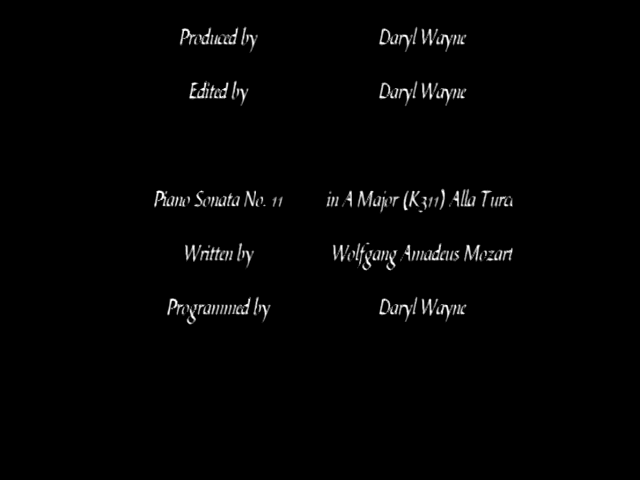 Produced by Daryl Wayne
Edited by Daryl Wayne
Piano Sonata No. 11 in A Major (K311) Alla Turc
Written by Wolfgang Amadeus Mozart
Programmed by Daryl Wayne